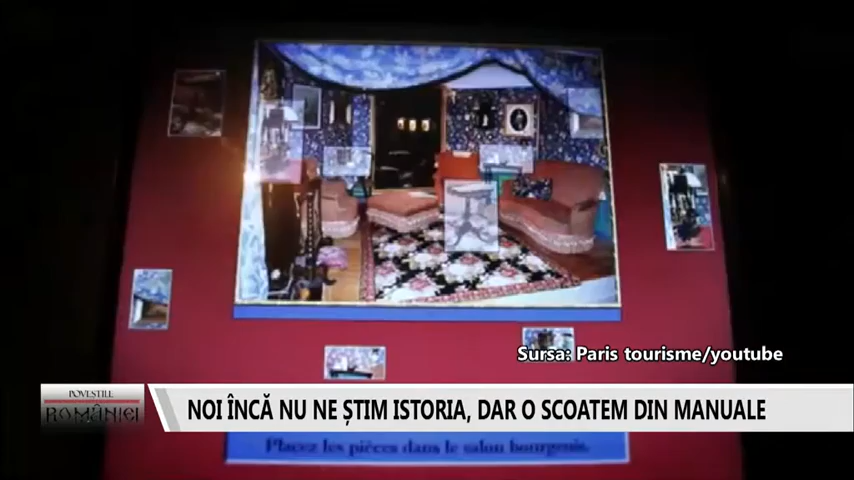 Sursa: Paris tourisme/youtube
POVEȘTILE
ROMÂNIEI
NOI ÎNCĂ NU NE ȘTIM ISTORIA, DAR O SCOATEM DIN MANUALE
Placez les pièces dans le salon bourgeois.